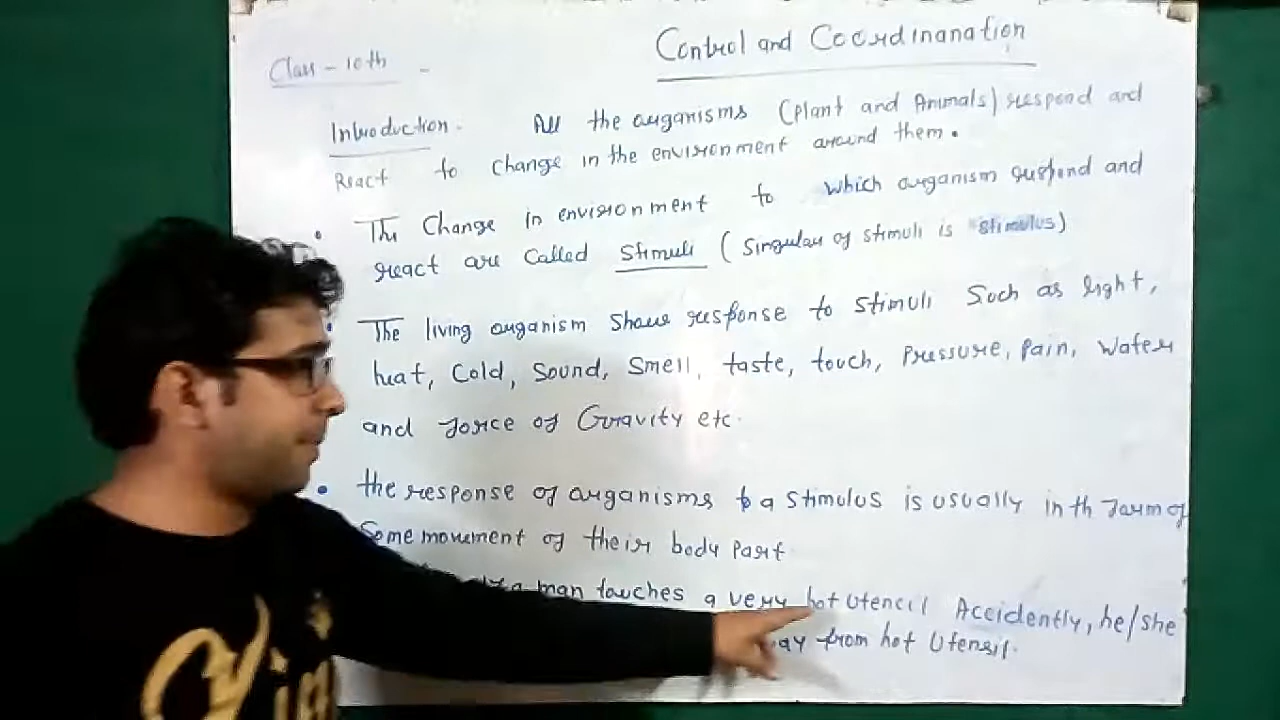 Class - 10th
Control and Coordinanation
Introduction. All the organisms (Plant and Animals) respond and
React to change in the environment around them.
The Change in environment to which organism respond and
react are Called Stimuli (Singular of stimuli is "stimulus)
The living organism show response to stimuli Such as light,
heat, Cold, Sound, Smell, taste, touch, Pressure, Pain, Water
and force of Gravity etc.
the response of organisms to a stimulus is usually in th form of
Some movement of their body Part
a man touches a very hot Utencil Accidently, he/she
from hot Utensil.